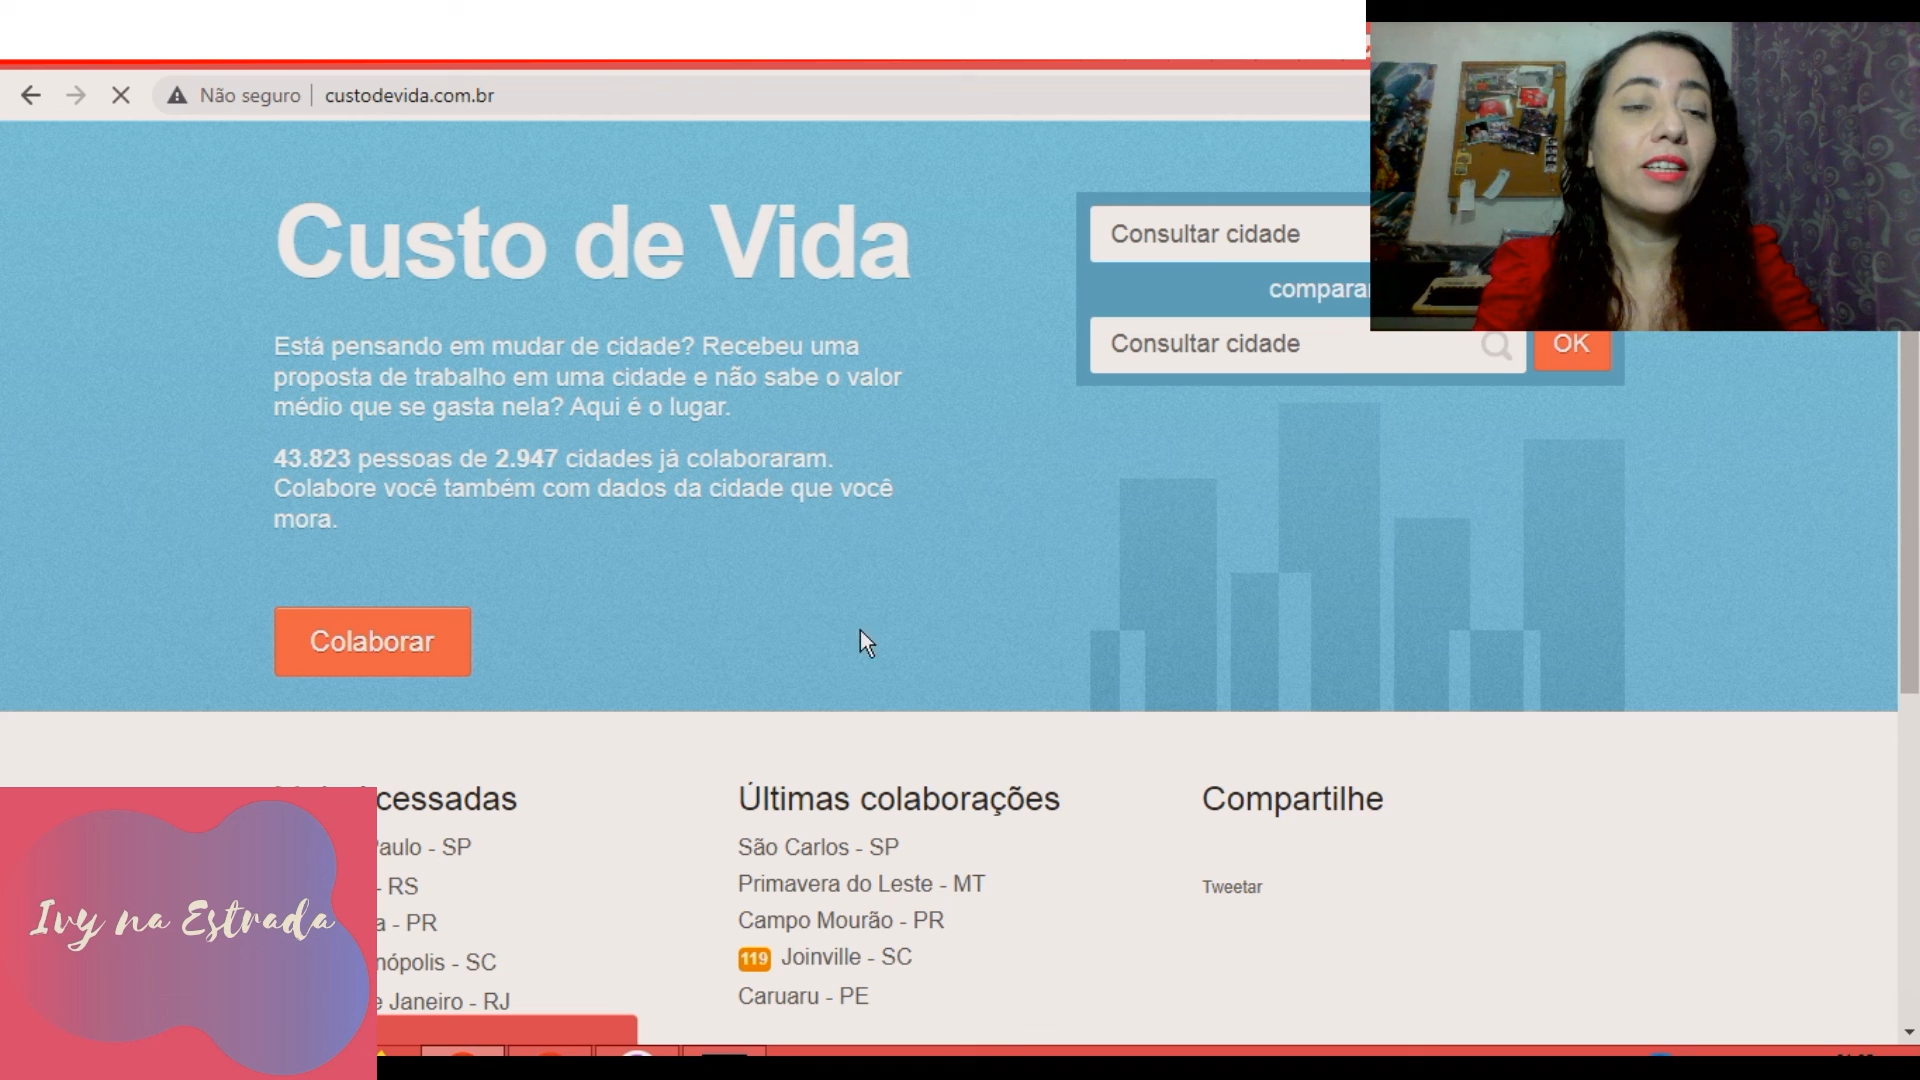 Não seguro
custodevida.com.br
Custo de Vida
Está pensando em mudar de cidade? Recebeu uma
proposta de trabalho em uma cidade e não sabe o valor
médio que se gasta nela? Aqui é o lugar.
43.823 pessoas de 2.947 cidades já colaboraram.
Colabore você também com dados da cidade que você
mora.
Colaborar
Consultar cidade
Consultar cidade
OK
cessadas
Paulo - SP
- RS
a - PR
nópolis - SC
e Janeiro - RJ
Últimas colaborações
São Carlos - SP
Primavera do Leste - MT
Campo Mourão - PR
119 Joinville - SC
Caruaru - PE
Compartilhe
Tweetar
Ivy na Estrada